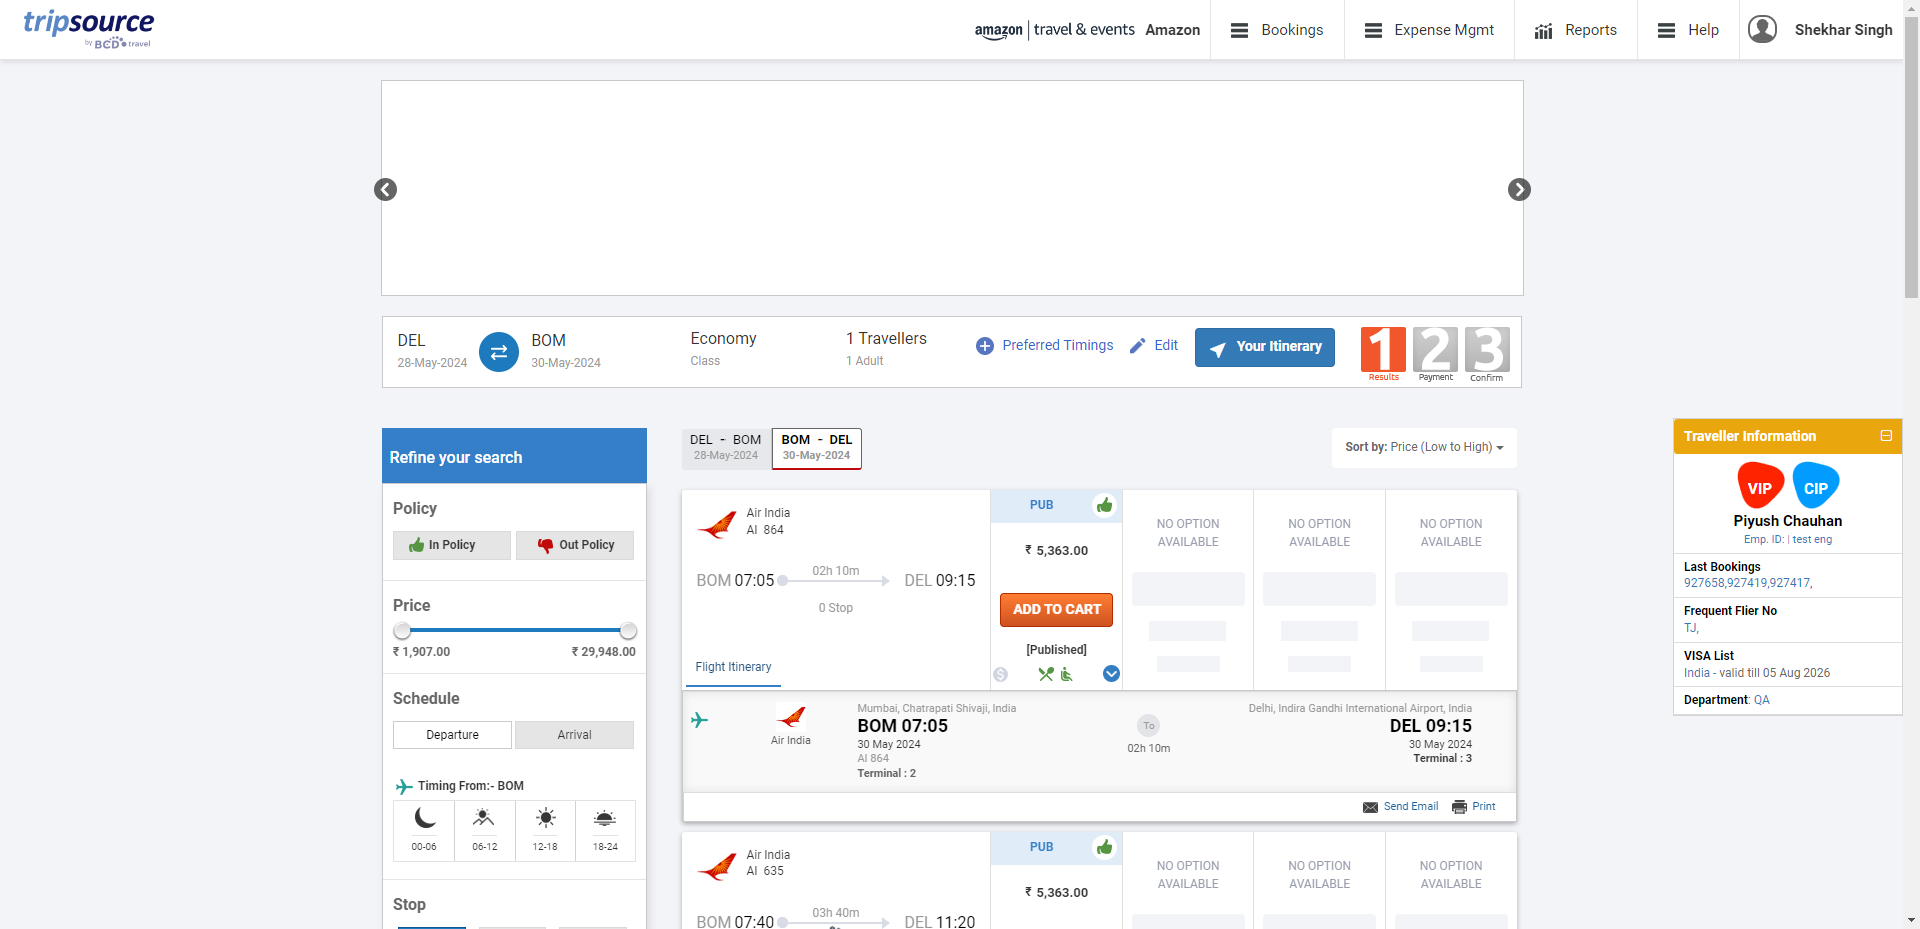 tripsource
by BCD travel
amazon | travel & events Amazon
Bookings
Expense Mgmt
Reports
Help
Shekhar Singh
DEL
28-May-2024
BOM
30-May-2024
Economy
Class
1 Travellers
1 Adult
Preferred Timings
Edit
Your Itinerary
1 2 3
Results Payment Confirm
Refine your search
Policy
In Policy
Out Policy
Price
₹ 1,907.00
₹ 29,948.00
Schedule
Departure
Arrival
Timing From:- BOM
00-06
06-12
12-18
18-24
Stop
DEL - BOM
28-May-2024
BOM - DEL
30-May-2024
Sort by: Price (Low to High)
Air India
AI 864
BOM 07:05
02h 10m
DEL 09:15
0 Stop
Flight Itinerary
PUB
₹ 5,363.00
ADD TO CART
[Published]
NO OPTION
AVAILABLE
NO OPTION
AVAILABLE
NO OPTION
AVAILABLE
Air India
Mumbai, Chatrapati Shivaji, India
BOM 07:05
30 May 2024
AI 864
Terminal : 2
To
02h 10m
Delhi, Indira Gandhi International Airport, India
DEL 09:15
30 May 2024
Terminal : 3
Send Email
Print
Air India
AI 635
BOM 07:40
03h 40m
DEL 11:20
PUB
₹ 5,363.00
NO OPTION
AVAILABLE
NO OPTION
AVAILABLE
NO OPTION
AVAILABLE
Traveller Information
VIP
CIP
Piyush Chauhan
Emp. ID: | test eng
Last Bookings
927658,927419,927417,
Frequent Flier No
TJ,
VISA List
India - valid till 05 Aug 2026
Department: QA